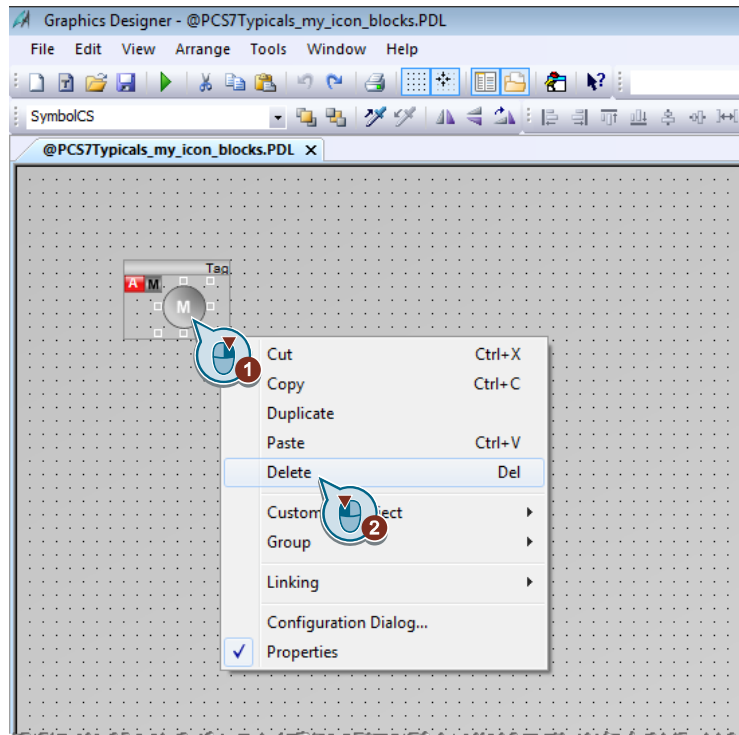 Graphics Designer - @PCS7Typicals_my_icon_blocks.PDL
File Edit View Arrange Tools Window Help
SymbolCS
@PCS7Typicals_my_icon_blocks.PDL X
Tag
A M
M
1
Cut Ctrl+X
Copy Ctrl+C
Duplicate
Paste Ctrl+V
Delete Del
2
Group
Linking
Configuration Dialog...
Properties